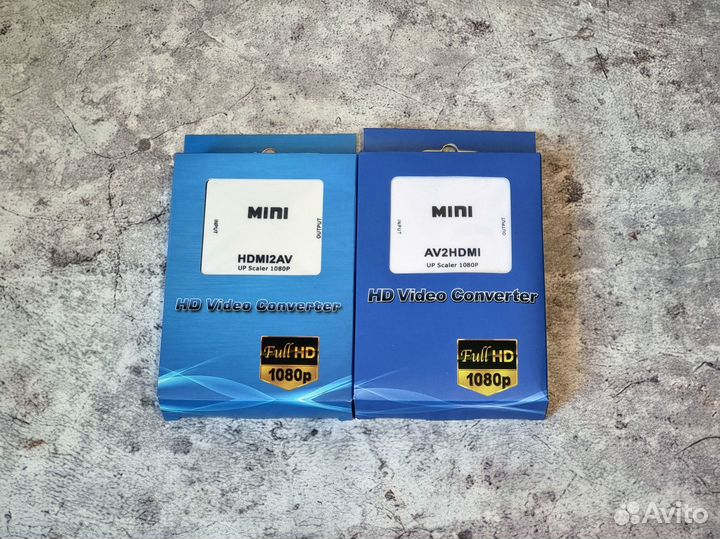 MINI
INPUT
OUTPUT
HDMI2AV
UP Scaler 1080P
HD Video Converter
Full HD
1080p
MINI
INPUT
OUTPUT
AV2HDMI
UP Scaler 1080P
HD Video Converter
Full HD
1080p
Avito